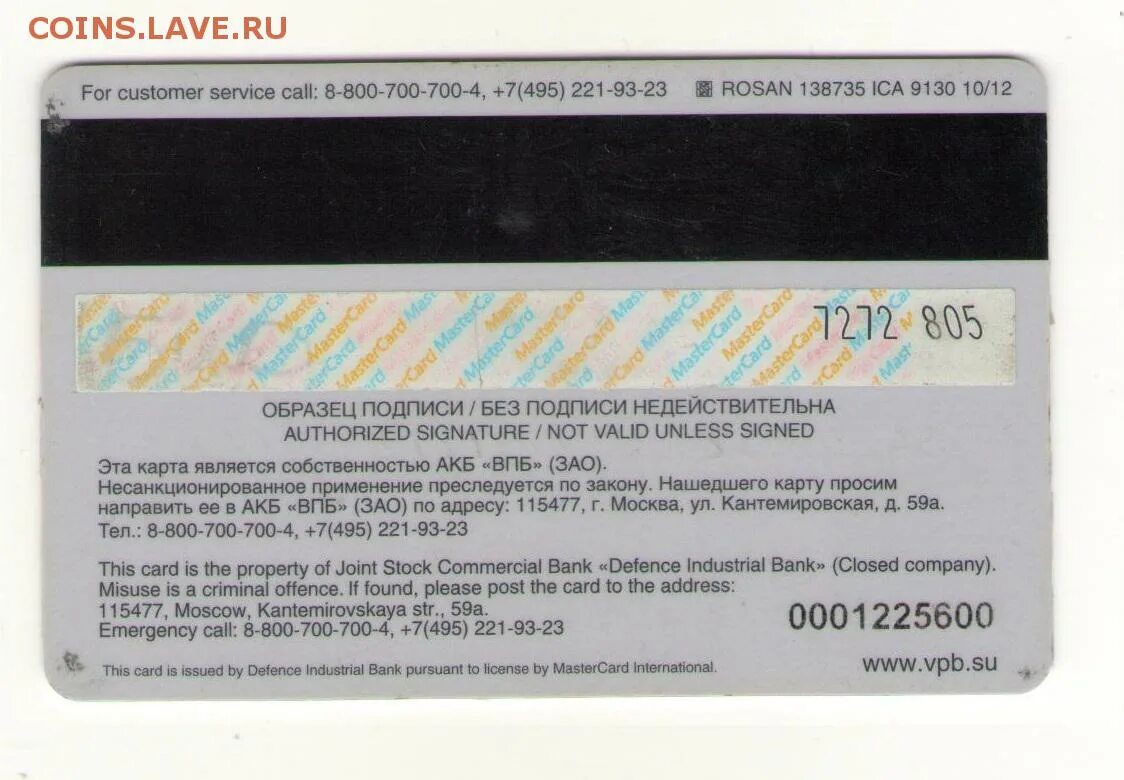 COINS.LAVE.RU
For customer service call: 8-800-700-700-4, +7(495) 221-93-23 ROSAN 138735 ICA 9130 10/12
MasterCard MasterCard MasterCard MasterCard MasterCard MasterCard
7272 805
ОБРАЗЕЦ ПОДПИСИ / БЕЗ ПОДПИСИ НЕДЕЙСТВИТЕЛЬНА
AUTHORIZED SIGNATURE / NOT VALID UNLESS SIGNED
Эта карта является собственностью АКБ «ВПБ» (ЗАО).
Несанкционированное применение преследуется по закону. Нашедшего карту просим
направить ее в АКБ «ВПБ» (ЗАО) по адресу: 115477, г. Москва, ул. Кантемировская, д. 59а.
Тел.: 8-800-700-700-4, +7(495) 221-93-23
This card is the property of Joint Stock Commercial Bank «Defence Industrial Bank» (Closed company).
Misuse is a criminal offence. If found, please post the card to the address:
115477, Moscow, Kantemirovskaya str., 59a.
Emergency call: 8-800-700-700-4, +7(495) 221-93-23
0001225600
This card is issued by Defence Industrial Bank pursuant to license by MasterCard International.
www.vpb.su